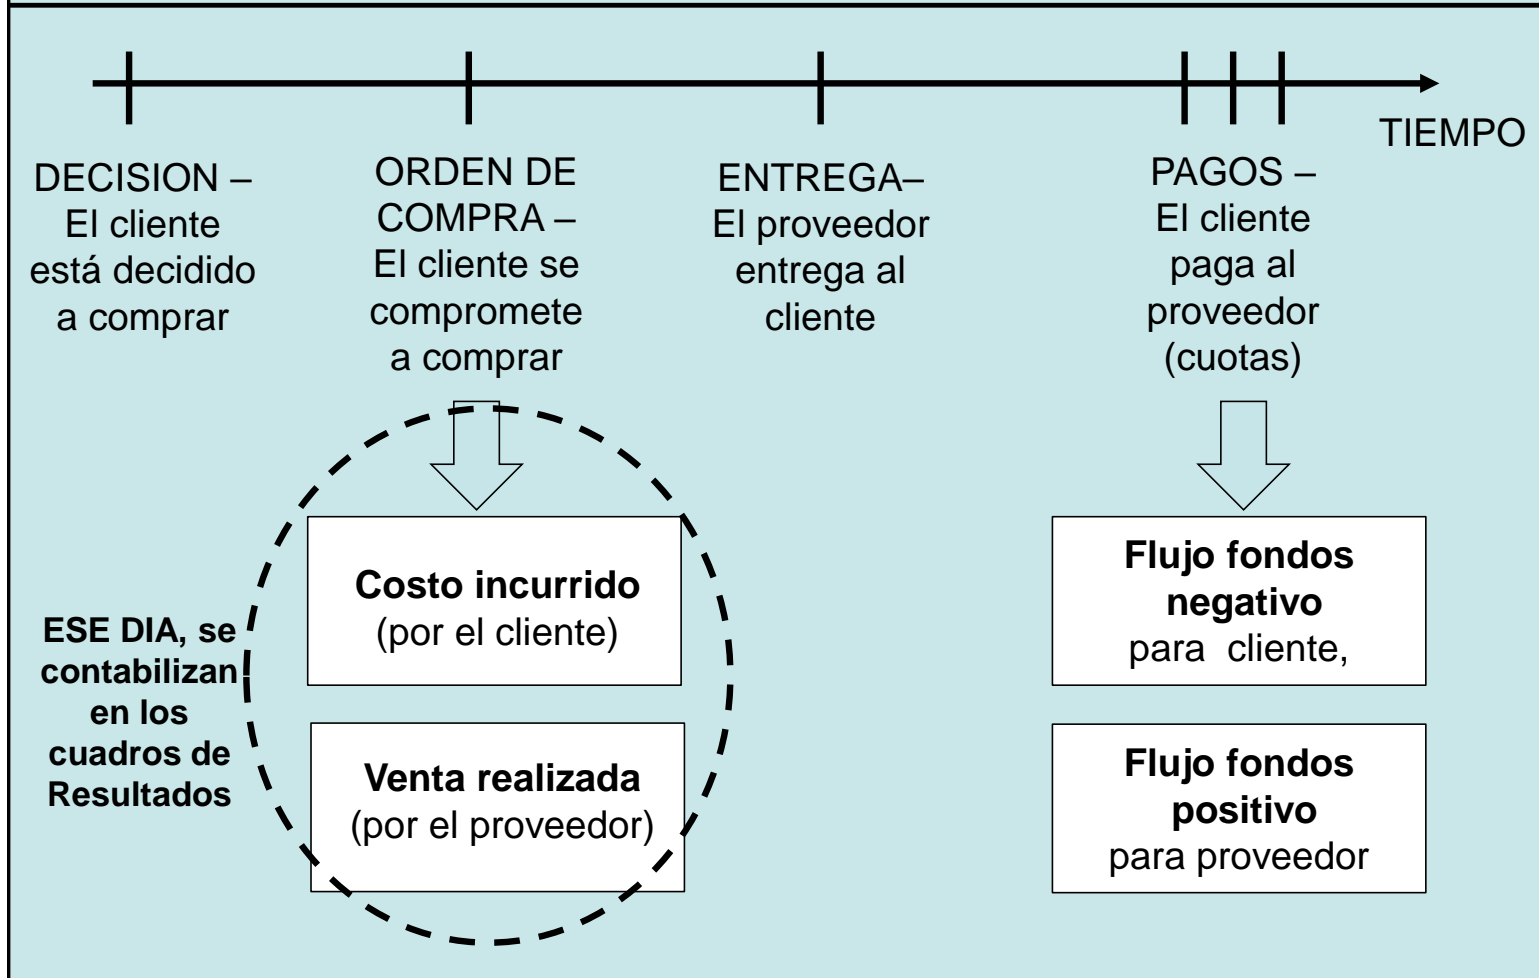 TIEMPO
DECISION –
El cliente
está decidido
a comprar
ORDEN DE
COMPRA –
El cliente se
compromete
a comprar
ENTREGA–
El proveedor
entrega al
cliente
PAGOS –
El cliente
paga al
proveedor
(cuotas)
ESE DIA, se
contabilizan
en los
cuadros de
Resultados
Costo incurrido
(por el cliente)
Venta realizada
(por el proveedor)
Flujo fondos
negativo
para cliente,
Flujo fondos
positivo
para proveedor